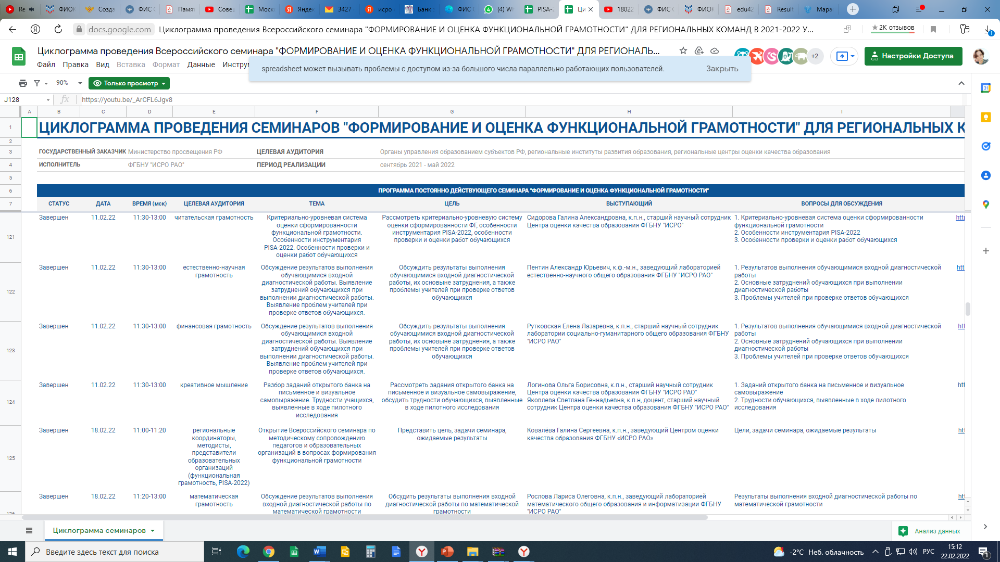 Re
ФИОК
Созда
ФИС
Памят
Совец
Моск
Яндек
3427
исро
Банк
ФИС
(4) WI
PISA-2
Ци
18022
ФИС
ФИОК
edu42
Result
Мара
docs.google.com
Циклограмма проведения Всероссийского семинара "ФОРМИРОВАНИЕ И ОЦЕНКА ФУНКЦИОНАЛЬНОЙ ГРАМОТНОСТИ" ДЛЯ РЕГИОНАЛЬНЫХ КОМАНД В 2021-2022 У...
2K отзывов
Циклограмма проведения Всероссийского семинара "ФОРМИРОВАНИЕ И ОЦЕНКА ФУНКЦИОНАЛЬНОЙ ГРАМОТНОСТИ" ДЛЯ РЕГИОНАЛЬ...
+2
Настройки Доступа
Файл Правка Вид Вставка Формат Данные Инструм
spreadsheet может вызывать проблемы с доступом из-за большого числа параллельно работающих пользователей.
Закрыть
90%
Только просмотр
J128
fx
https://youtu.be/_ArCFL6Jgv8
A B C D E F G H I
1
ЦИКЛОГРАММА ПРОВЕДЕНИЯ СЕМИНАРОВ "ФОРМИРОВАНИЕ И ОЦЕНКА ФУНКЦИОНАЛЬНОЙ ГРАМОТНОСТИ" ДЛЯ РЕГИОНАЛЬНЫХ К
2
3
ГОСУДАРСТВЕННЫЙ ЗАКАЗЧИК Министерство просвещения РФ
ЦЕЛЕВАЯ АУДИТОРИЯ
Органы управления образованием субъектов РФ, региональные институты развития образования, региональные центры оценки качества образования
4
ИСПОЛНИТЕЛЬ
ФГБНУ "ИСРО РАО"
ПЕРИОД РЕАЛИЗАЦИИ
сентябрь 2021 - май 2022
5
6
ПРОГРАММА ПОСТОЯННО ДЕЙСТВУЮЩЕГО СЕМИНАРА "ФОРМИРОВАНИЕ И ОЦЕНКА ФУНКЦИОНАЛЬНОЙ ГРАМОТНОСТИ"
7
СТАТУС ДАТА ВРЕМЯ (мск) ЦЕЛЕВАЯ АУДИТОРИЯ ТЕМА ЦЕЛЬ ВЫСТУПАЮЩИЙ ВОПРОСЫ ДЛЯ ОБСУЖДЕНИЯ
121
Завершен
11.02.22
11:30-13:00
читательская грамотность
Критериально-уровневая система
оценки сформированности
функциональной грамотности.
Особенности инструментария
PISA-2022. Особенности проверки и
оценки работ обучающихся
Рассмотреть критериально-уровневую систему
оценки сформированности ФГ, особенности
инструментария PISA-2022, особенности
проверки и оценки работ обучающихся
Сидорова Галина Александровна, к.п.н., старший научный сотрудник
Центра оценки качества образования ФГБНУ "ИСРО"
1. Критериально-уровневая система оценки сформированности
функциональной грамотности
2. Особенности инструментария PISA-2022
3. Особенности проверки и оценки работ обучающихся
htt
122
Завершен
11.02.22
11:30-13:00
естественно-научная
грамотность
Обсуждение результатов выполнения
обучающимися входной
диагностической работы. Выявление
затруднений обучающихся при
выполнении диагностической работы.
Выявление проблем учителей при
проверке ответов обучающихся.
Обсудить результаты выполнения
обучающимися входной диагностической
работы, их основные затруднения, а также
проблемы учителей при проверке ответов
обучающихся
Пентин Александр Юрьевич, к.ф.-м.н., заведующий лабораторией
естественно-научного общего образования ФГБНУ "ИСРО РАО"
1. Результатов выполнения обучающимися входной диагностической
работы
2. Основные затруднений обучающихся при выполнении
диагностической работы
3. Проблемы учителей при проверке ответов обучающихся
htt
123
Завершен
11.02.22
11:30-13:00
финансовая грамотность
Обсуждение результатов выполнения
обучающимися входной
диагностической работы. Выявление
затруднений обучающихся при
выполнении диагностической работы.
Выявление проблем учителей при
проверке ответов обучающихся.
Обсудить результаты выполнения
обучающимися входной диагностической
работы, их основные затруднения, а также
проблемы учителей при проверке ответов
обучающихся
Рутковская Елена Лазаревна, к.п.н., старший научный сотрудник
лаборатории социально-гуманитарного общего образования ФГБНУ
"ИСРО РАО"
1. Результатов выполнения обучающимися входной диагностической
работы
2. Основные затруднений обучающихся при выполнении
диагностической работы
3. Проблемы учителей при проверке ответов обучающихся
htt
124
Завершен
11.02.22
11:30-13:00
креативное мышление
Разбор заданий открытого банка на
письменное и визуальное
самовыражение. Трудности учащихся,
выявленные в ходе пилотного
исследования
Рассмотреть задания открытого банка на
письменное и визуальное самовыражение,
обсудить трудности обучающихся, выявленные
в ходе пилотного исследования
Логинова Ольга Борисовна, к.п.н., старший научный сотрудник
Центра оценки качества образования ФГБНУ "ИСРО РАО"
Яковлева Светлана Геннадьевна, к.п.н, доцент, старший научный
сотрудник Центра оценки качества образования ФГБНУ "ИСРО РАО"
1. Заданий открытого банка на письменное и визуальное
самовыражение
2. Трудности обучающихся, выявленные в ходе пилотного
исследования
htt
125
Завершен
18.02.22
11:00-11:20
региональные
координаторы,
методисты,
представители
образовательных
организаций
(функциональная
грамотность, PISA-2022)
Открытие Всероссийского семинара по
методическому сопровождению
педагогов и образовательных
организаций в вопросах формирования
функциональной грамотности
Представить цель, задачи семинара,
ожидаемые результаты
Ковалёва Галина Сергеевна, к.п.н., заведующий Центром оценки
качества образования ФГБНУ «ИСРО РАО»
Цели, задачи семинара, ожидаемые результаты
htt
126
Завершен
18.02.22
11:20-13:00
математическая
грамотность
Обсуждение результатов выполнения
входной диагностической работы по
математической грамотности
Обсудить результаты выполнения входной
диагностической работы по математической
грамотности
Рослова Лариса Олеговна, к.п.н., заведующий лабораторией
математического общего образования и информатизации ФГБНУ
"ИСРО РАО"
Результаты выполнения входной диагностической работы по
математической грамотности
htt
Циклограмма семинаров
Анализ данных
Введите здесь текст для поиска
-2°C Неб. облачность
РУС
15:12
22.02.2022
1